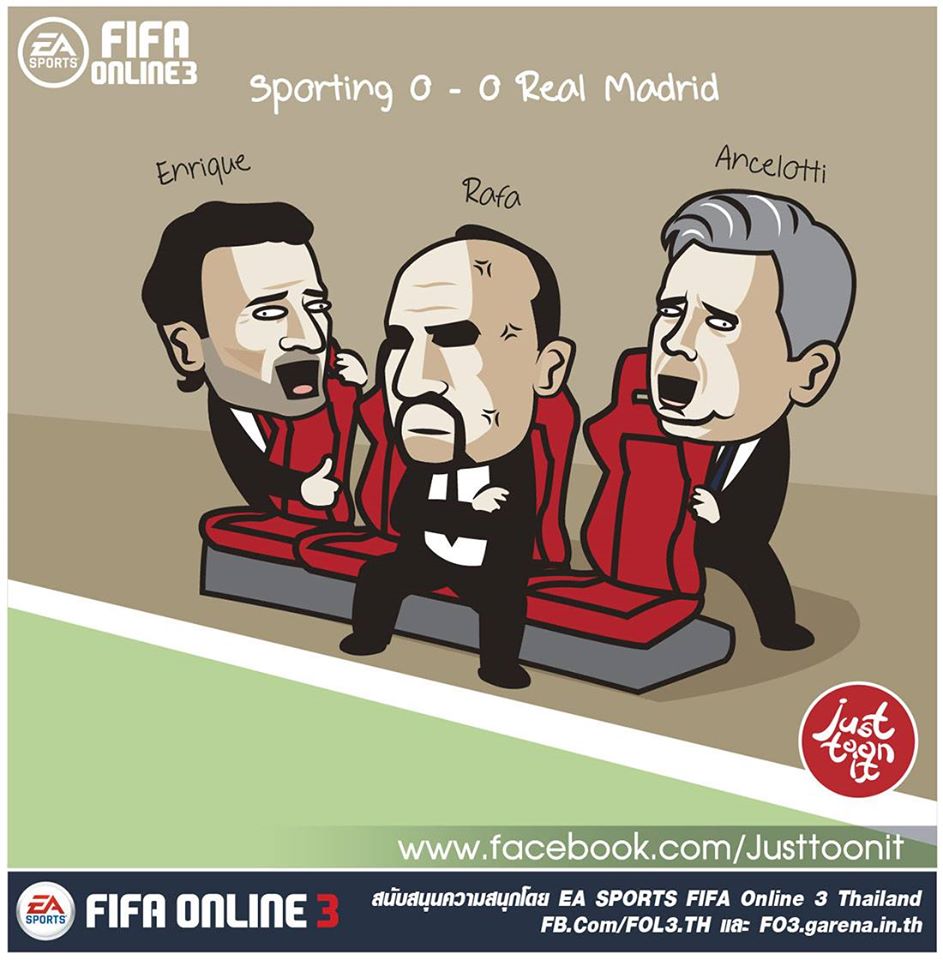 EA
SPORTS
FIFA
ONLINE3
Sporting 0 - 0 Real Madrid
Enrique
Rafa
Ancelotti
just
toon
it
www.facebook.com/Justtoonit
EA
SPORTS
FIFA ONLINE 3
สนับสนุนความสนุกโดย EA SPORTS FIFA Online 3 Thailand
FB.Com/FOL3.TH และ FO3.garena.in.th